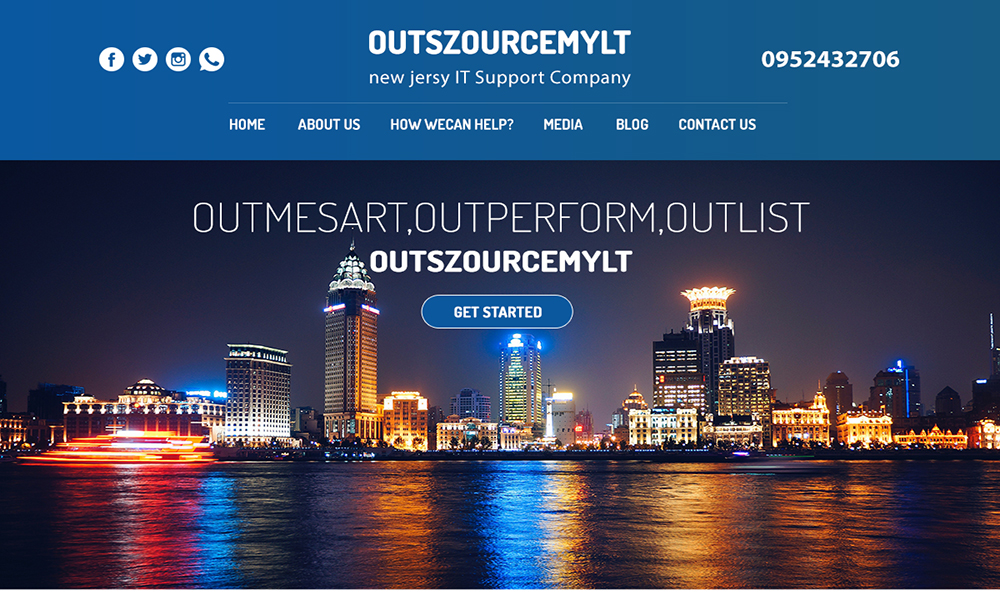 OUTSZOURCEMYLT
new jersy IT Support Company
0952432706
HOME ABOUT US HOW WECAN HELP? MEDIA BLOG CONTACT US
OUTMESART,OUTPERFORM,OUTLIST
OUTSZOURCEMYLT
GET STARTED